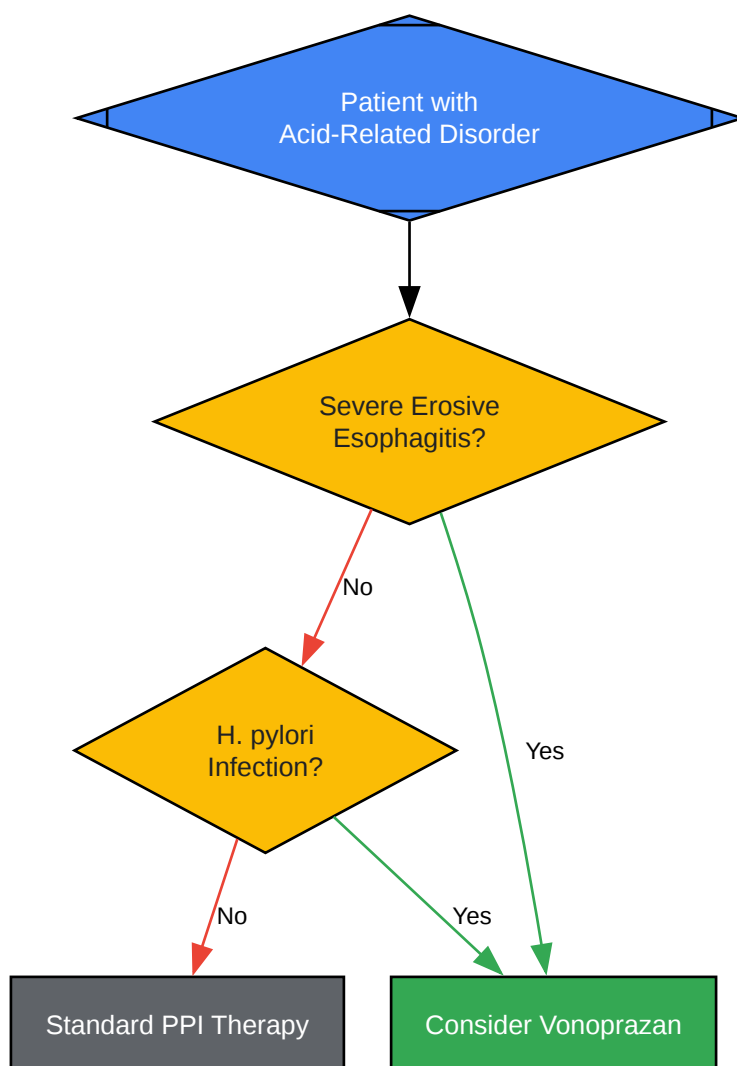 Patient with
Acid-Related Disorder
Severe Erosive
Esophagitis?
No
H. pylori
Infection?
Yes
No
Yes
Standard PPI Therapy
Consider Vonoprazan